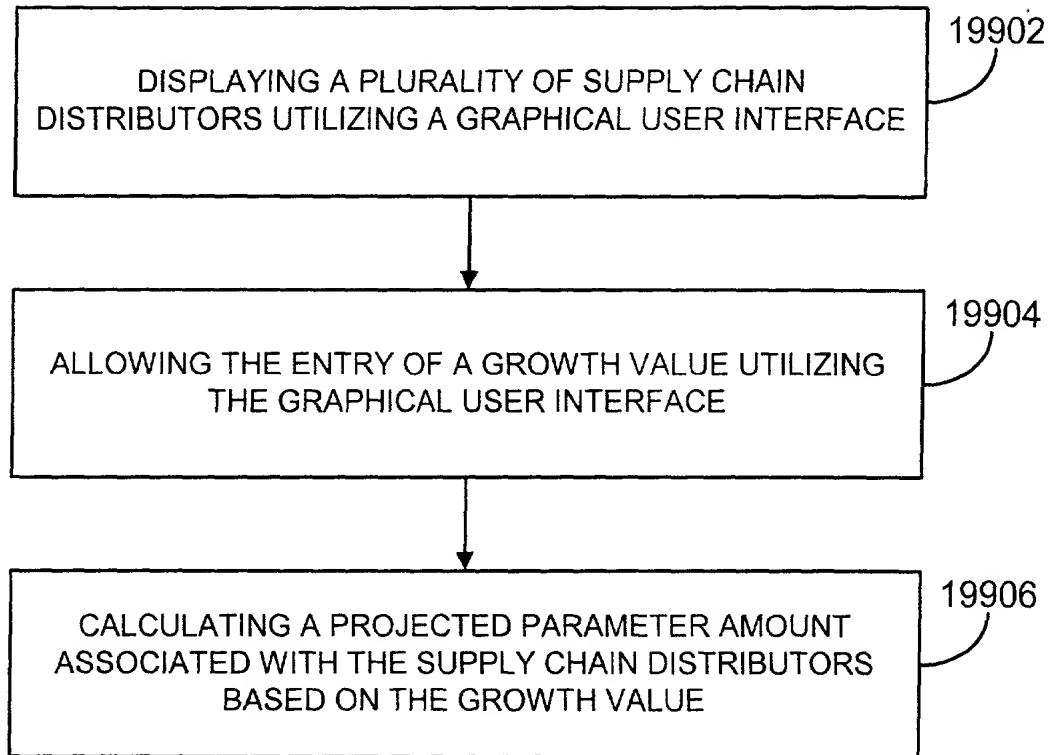 19902
DISPLAYING A PLURALITY OF SUPPLY CHAIN
DISTRIBUTORS UTILIZING A GRAPHICAL USER INTERFACE
19904
ALLOWING THE ENTRY OF A GROWTH VALUE UTILIZING
THE GRAPHICAL USER INTERFACE
19906
CALCULATING A PROJECTED PARAMETER AMOUNT
ASSOCIATED WITH THE SUPPLY CHAIN DISTRIBUTORS
BASED ON THE GROWTH VALUE